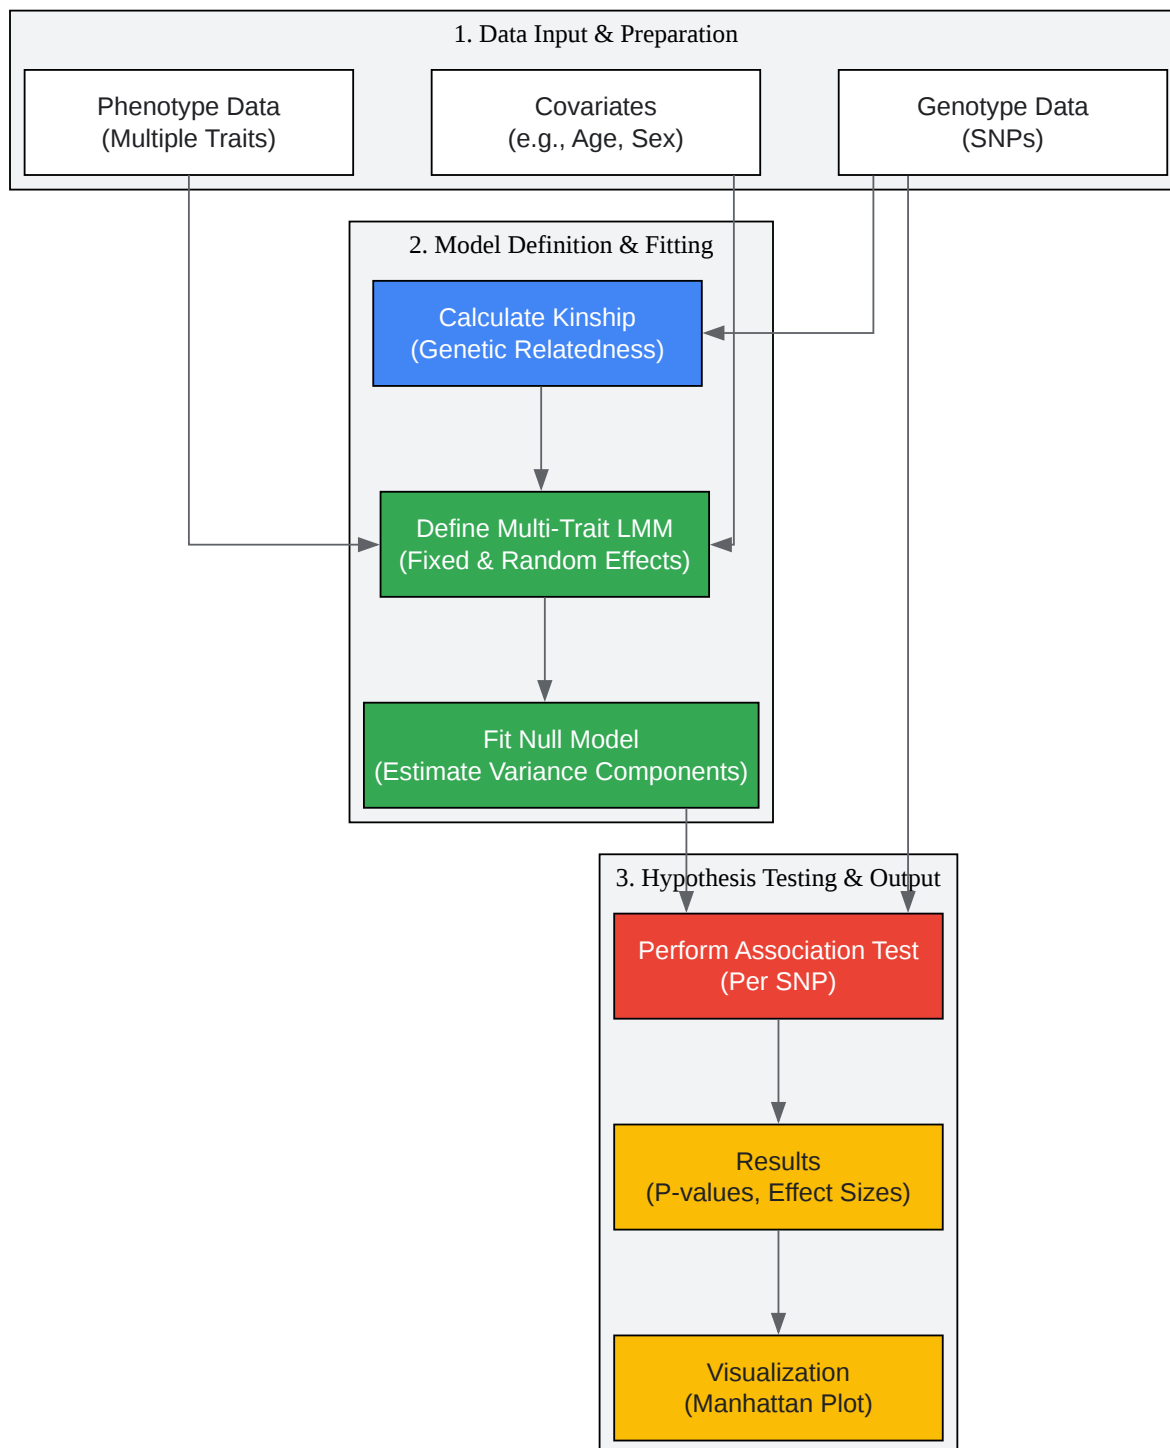 1. Data Input & Preparation
Phenotype Data
(Multiple Traits)
Covariates
(e.g., Age, Sex)
Genotype Data
(SNPs)
2. Model Definition & Fitting
Calculate Kinship
(Genetic Relatedness)
Define Multi-Trait LMM
(Fixed & Random Effects)
Fit Null Model
(Estimate Variance Components)
3. Hypothesis Testing & Output
Perform Association Test
(Per SNP)
Results
(P-values, Effect Sizes)
Visualization
(Manhattan Plot)